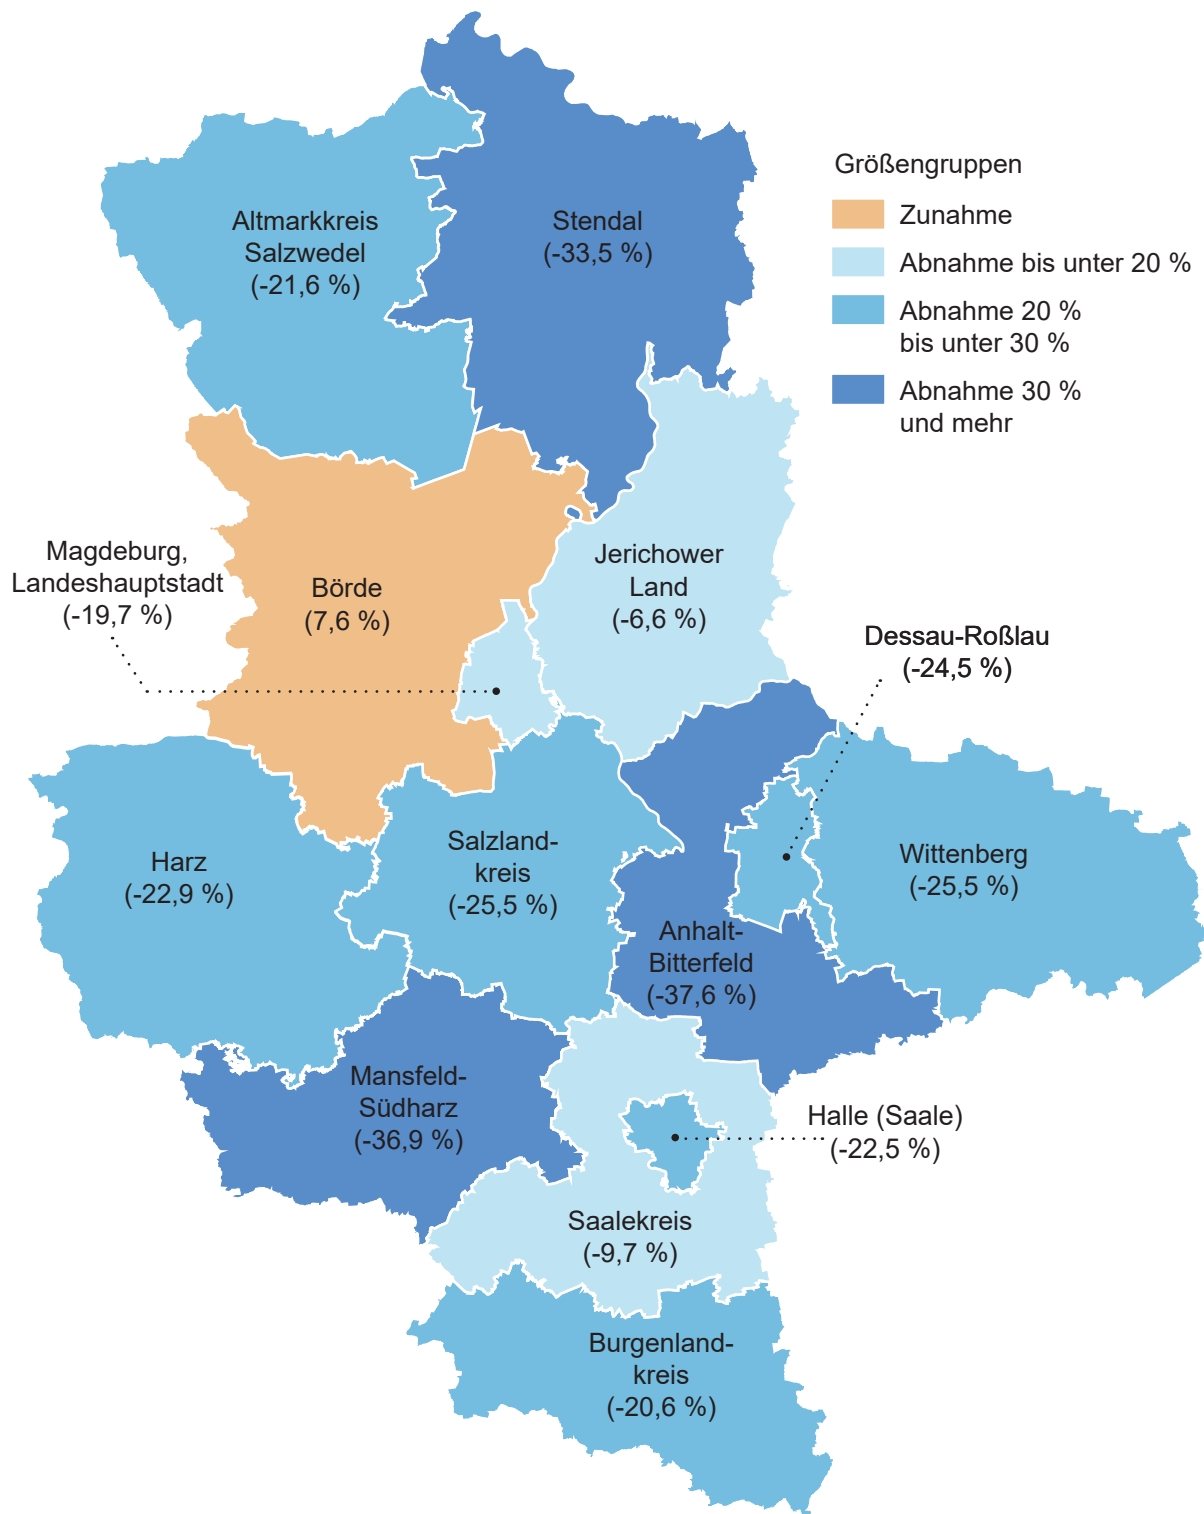 Größengruppen
Zunahme
Abnahme bis unter 20 %
Abnahme 20 %
bis unter 30 %
Abnahme 30 %
und mehr
Altmarkkreis
Salzwedel
(-21,6 %)
Stendal
(-33,5 %)
Magdeburg,
Landeshauptstadt
(-19,7 %)
Börde
(7,6 %)
Jerichower
Land
(-6,6 %)
Dessau-Roßlau
(-24,5 %)
Harz
(-22,9 %)
Salzland-
kreis
(-25,5 %)
Wittenberg
(-25,5 %)
Anhalt-
Bitterfeld
(-37,6 %)
Mansfeld-
Südharz
(-36,9 %)
Halle (Saale)
(-22,5 %)
Saalekreis
(-9,7 %)
Burgenland-
kreis
(-20,6 %)